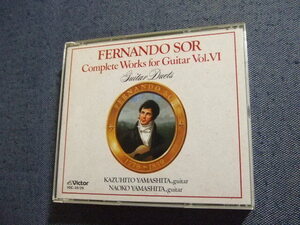 FERNANDO SOR
Complete Works for Guitar Vol.VI
Guitar Duets
FERNANDO SOR
KAZUHITO YAMASHITA, guitar
NAOKO YAMASHITA, guitar
Victor